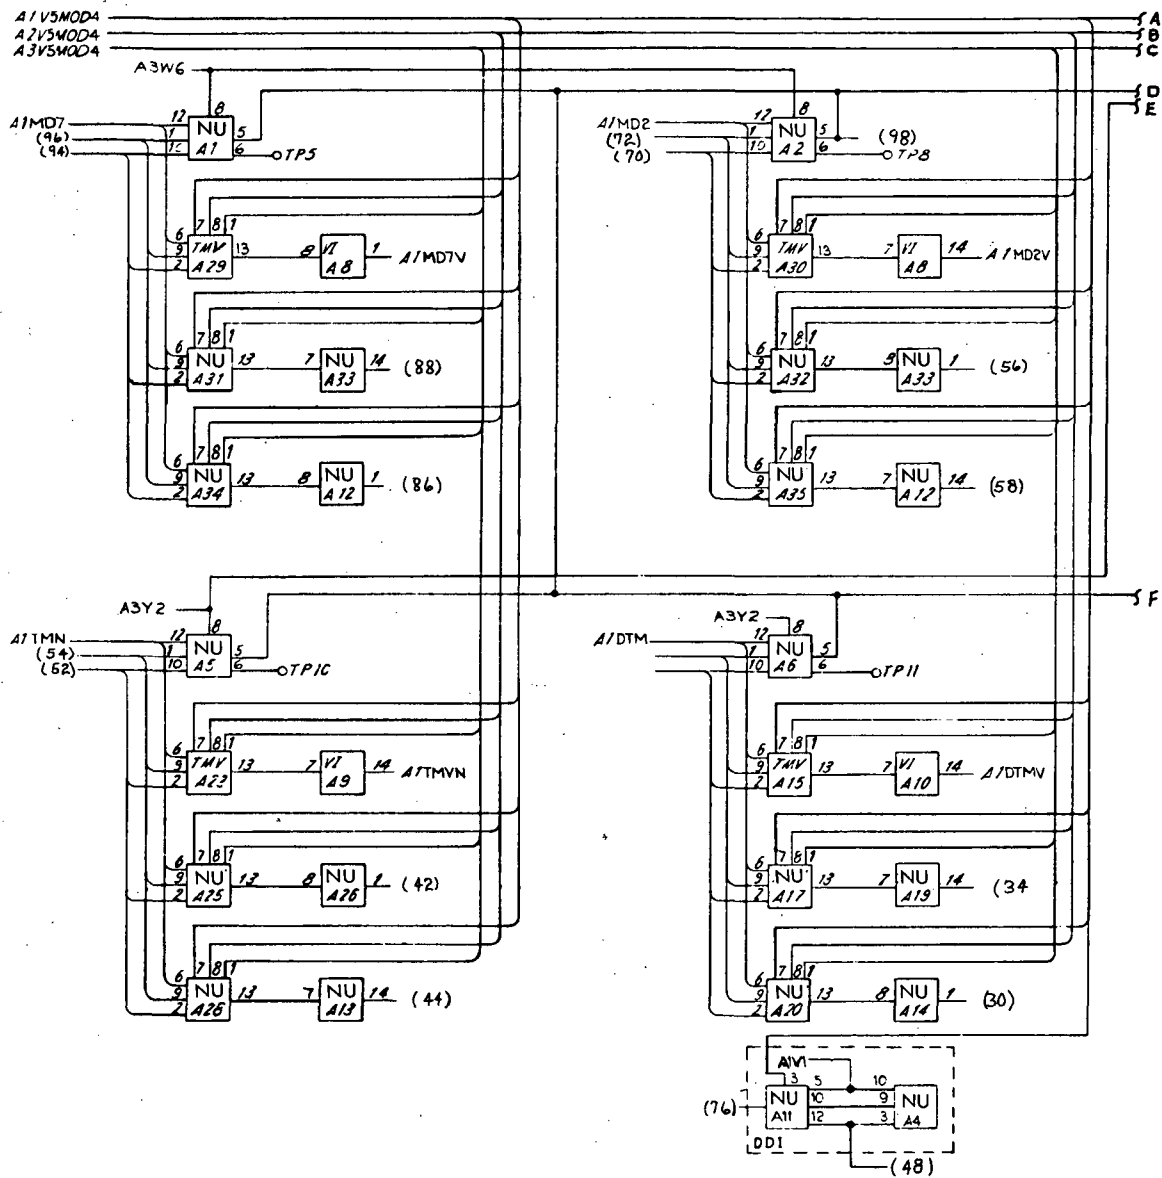 A1V5MOD4
A2V5MOD4
A3V5MOD4
A
B
C
D
E
A3W6
8
A1MD7
(96)
(94)
12
1
10
NU
A1
5
6
TP5
A1MD2
(72)
(70)
12
1
10
8
NU
A2
5
6
(98)
TP8
7 8 1
6
9
2
TMV
A29
13
8
VI
A8
1
A1MD7V
7 8 1
6
9
2
TMV
A30
13
7
VI
A8
14
A1MD2V
7 8 1
6
9
2
NU
A31
13
7
NU
A33
14
(88)
7 8 1
6
9
2
NU
A32
13
NU
A33
1
(56)
7 8 1
6
9
2
NU
A34
13
8
NU
A12
1
(86)
7 8 1
6
9
2
NU
A35
13
7
NU
A12
14
(58)
F
A3Y2
8
A1TMN
(54)
(52)
12
1
10
NU
A5
5
6
TP10
A3Y2
8
A1DTM
12
1
10
NU
A6
5
6
TP11
7 8 1
6
9
2
TMV
13
7
VI
A9
14
A1TMVN
7 8 1
6
9
2
TMV
A15
13
7
VI
A10
14
A1DTMV
7 8 1
6
9
2
NU
A25
13
8
NU
A26
1
(42)
7 8 1
6
9
2
NU
A17
13
7
NU
A19
14
(34
7 8 1
6
9
2
NU
13
7
NU
A13
14
(44)
7 8 1
6
9
2
NU
A20
13
8
NU
A14
1
(30)
A1V1
3
(76)
NU
A11
5
10
12
10
9
3
NU
A4
DD1
(48)